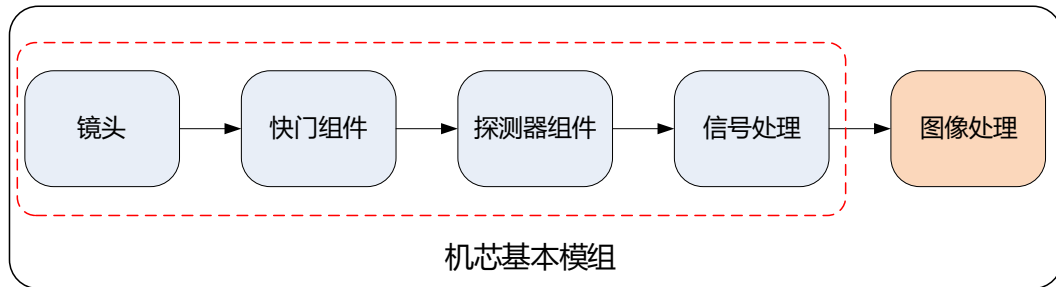 镜头
快门组件
探测器组件
信号处理
图像处理
机芯基本模组